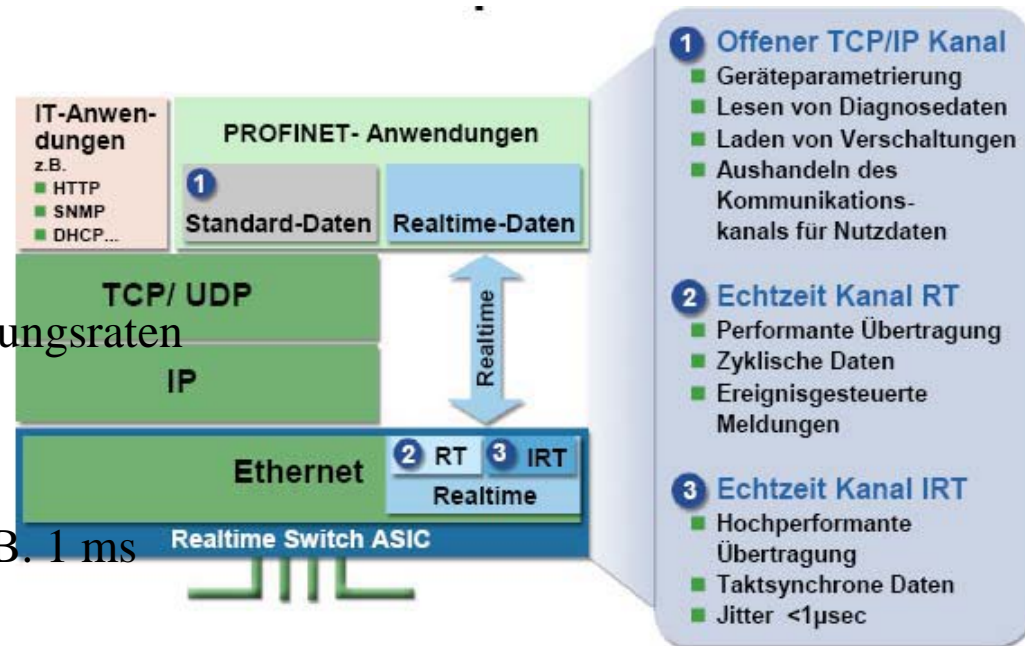 IT-Anwen-
dungen
z.B.
HTTP
SNMP
DHCP...
PROFINET- Anwendungen
1
Standard-Daten
Realtime-Daten
TCP/ UDP
ungsraten
IP
Realtime
Ethernet
2 RT
3 IRT
Realtime
Realtime Switch ASIC
B. 1 ms
1 Offener TCP/IP Kanal
Geräteparametrierung
Lesen von Diagnosedaten
Laden von Verschaltungen
Aushandeln des
Kommunikations-
kanals für Nutzdaten
2 Echtzeit Kanal RT
Performante Übertragung
Zyklische Daten
Ereignisgesteuerte
Meldungen
3 Echtzeit Kanal IRT
Hochperformante
Übertragung
Taktsynchrone Daten
Jitter <1µsec